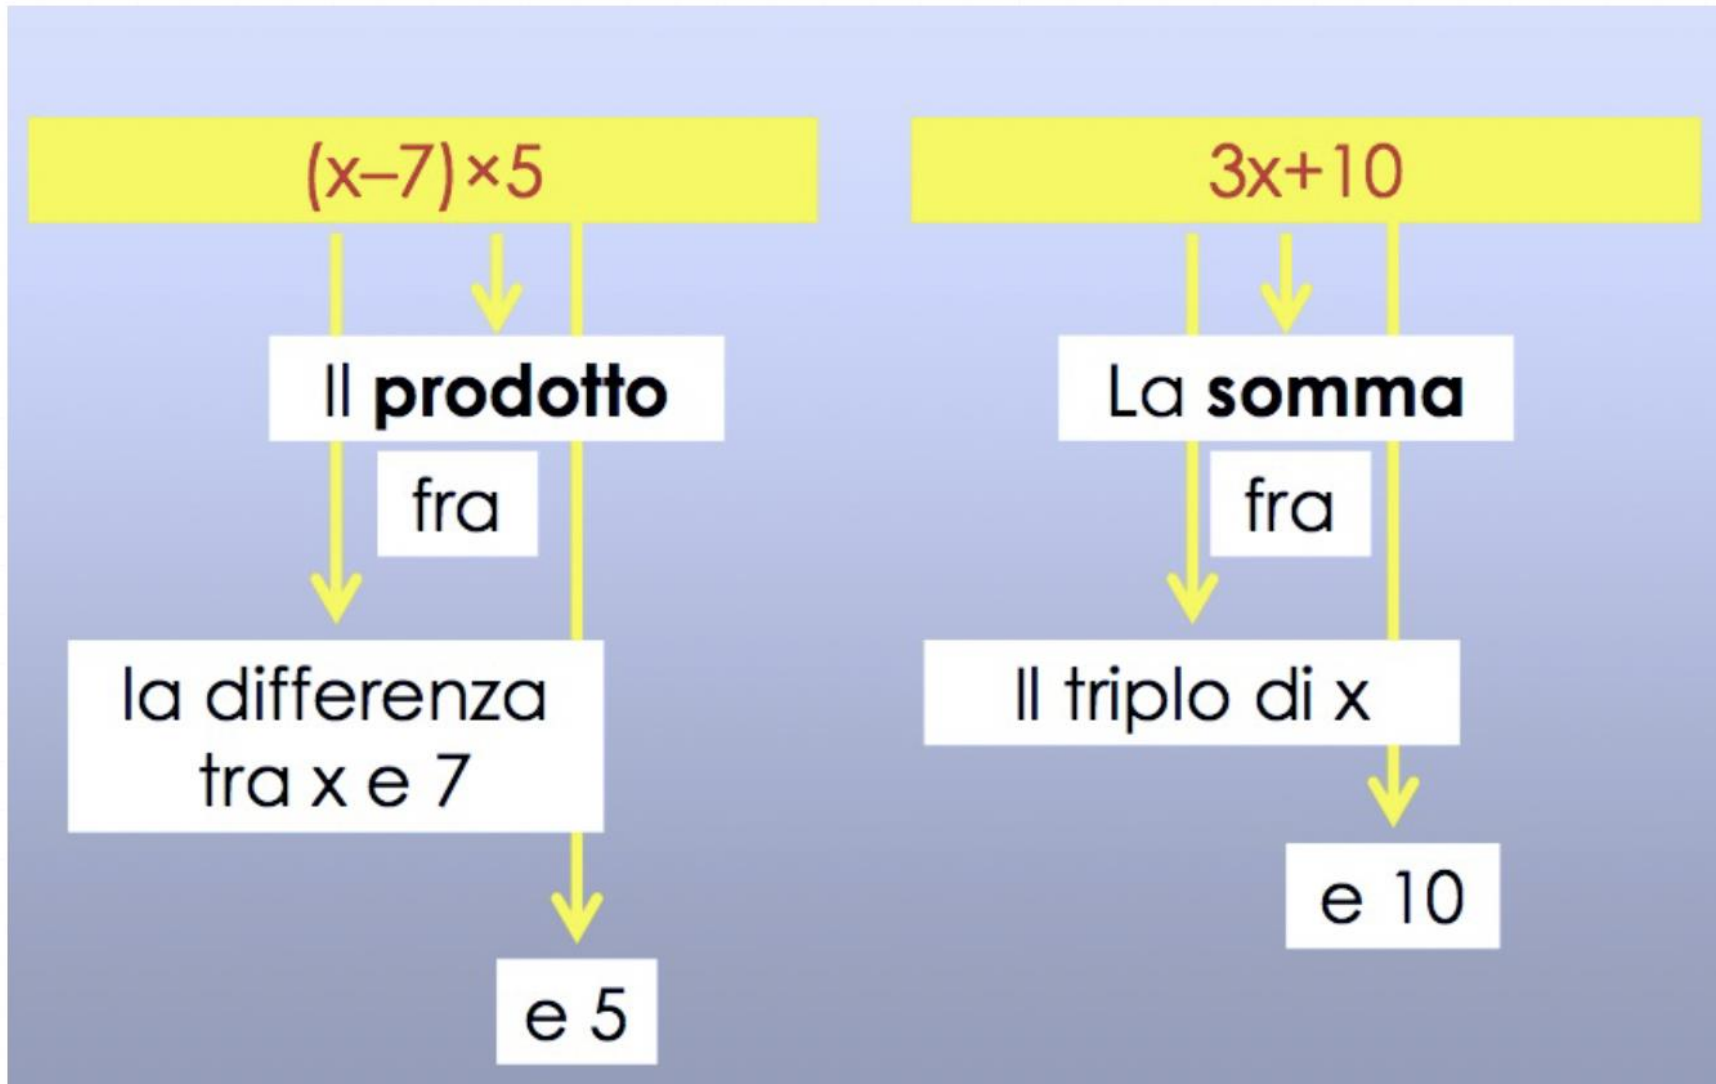 (x–7)×5
Il prodotto
fra
la differenza
tra x e 7
e 5
3x+10
La somma
fra
Il triplo di x
e 10